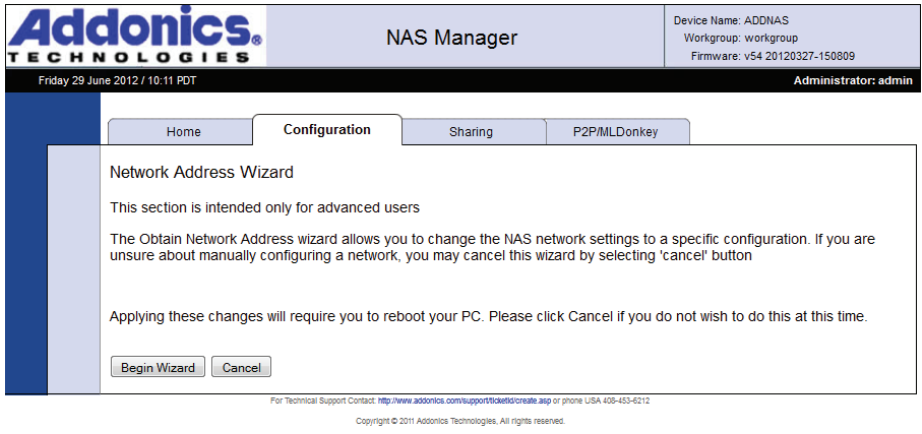 Addonics®
TECHNOLOGIES
NAS Manager
Device Name: ADDNAS
Workgroup: workgroup
Firmware: v54 20120327-150809
Friday 29 June 2012 / 10:11 PDT
Administrator: admin
Home
Configuration
Sharing
P2P/MLDonkey
Network Address Wizard
This section is intended only for advanced users
The Obtain Network Address wizard allows you to change the NAS network settings to a specific configuration. If you are
unsure about manually configuring a network, you may cancel this wizard by selecting 'cancel' button
Applying these changes will require you to reboot your PC. Please click Cancel if you do not wish to do this at this time.
Begin Wizard
Cancel
For Technical Support Contact: http://www.addonics.com/support/ticketid/create.asp or phone USA 408-453-6212
Copyright © 2011 Addonics Technologies, All rights reserved.